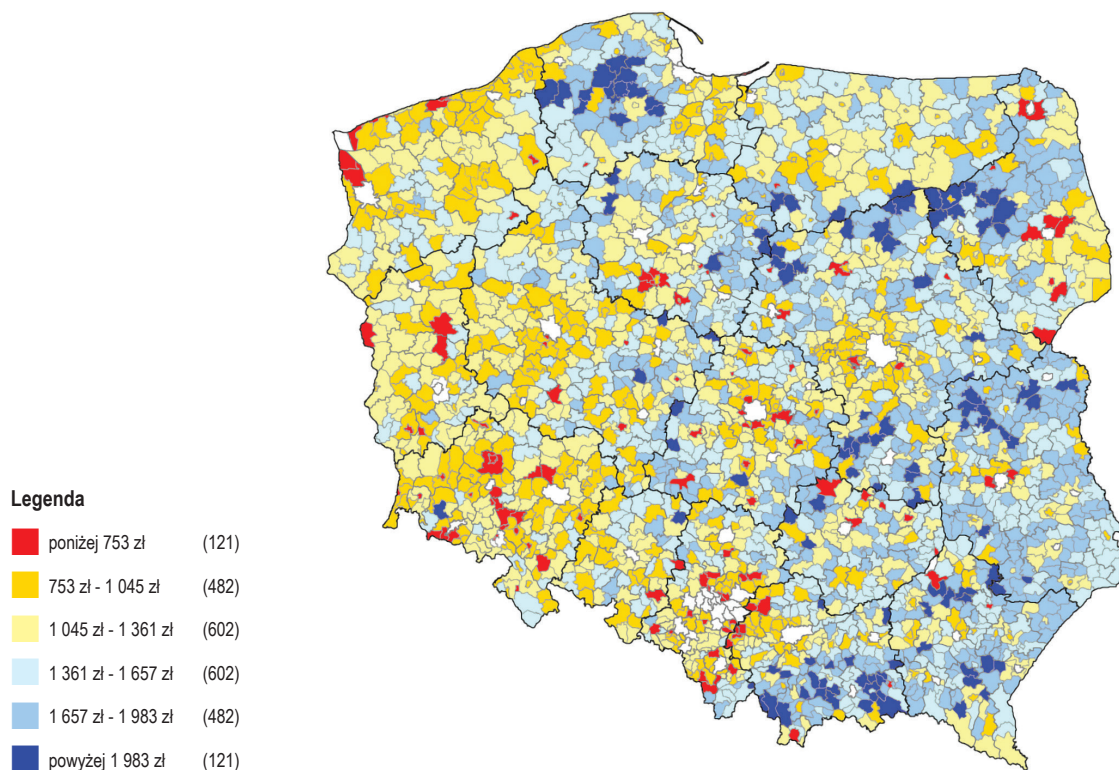 Legenda
poniżej 753 zł (121)
753 zł - 1 045 zł (482)
1 045 zł - 1 361 zł (602)
1 361 zł - 1 657 zł (602)
1 657 zł - 1 983 zł (482)
powyżej 1 983 zł (121)